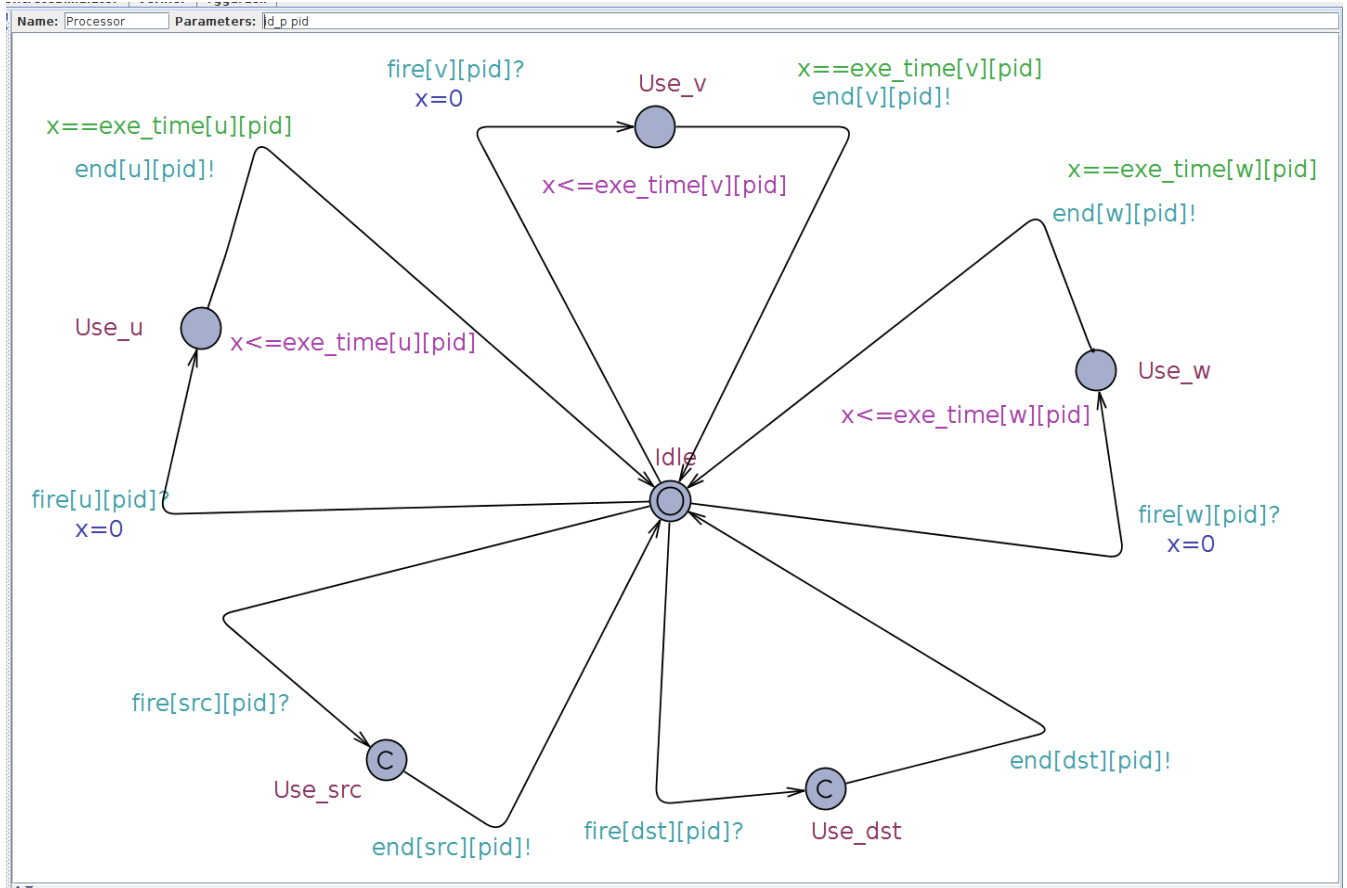 Name: Processor Parameters: id_p pid
fire[v][pid]?
x=0
Use_v
x==exe_time[v][pid]
end[v][pid]!
x==exe_time[u][pid]
end[u][pid]!
x<=exe_time[v][pid]
x==exe_time[w][pid]
end[w][pid]!
Use_u
x<=exe_time[u][pid]
Use_w
x<=exe_time[w][pid]
Idle
fire[u][pid]?
x=0
fire[w][pid]?
x=0
fire[src][pid]?
C
Use_src
end[src][pid]!
end[dst][pid]!
C
fire[dst][pid]?
Use_dst